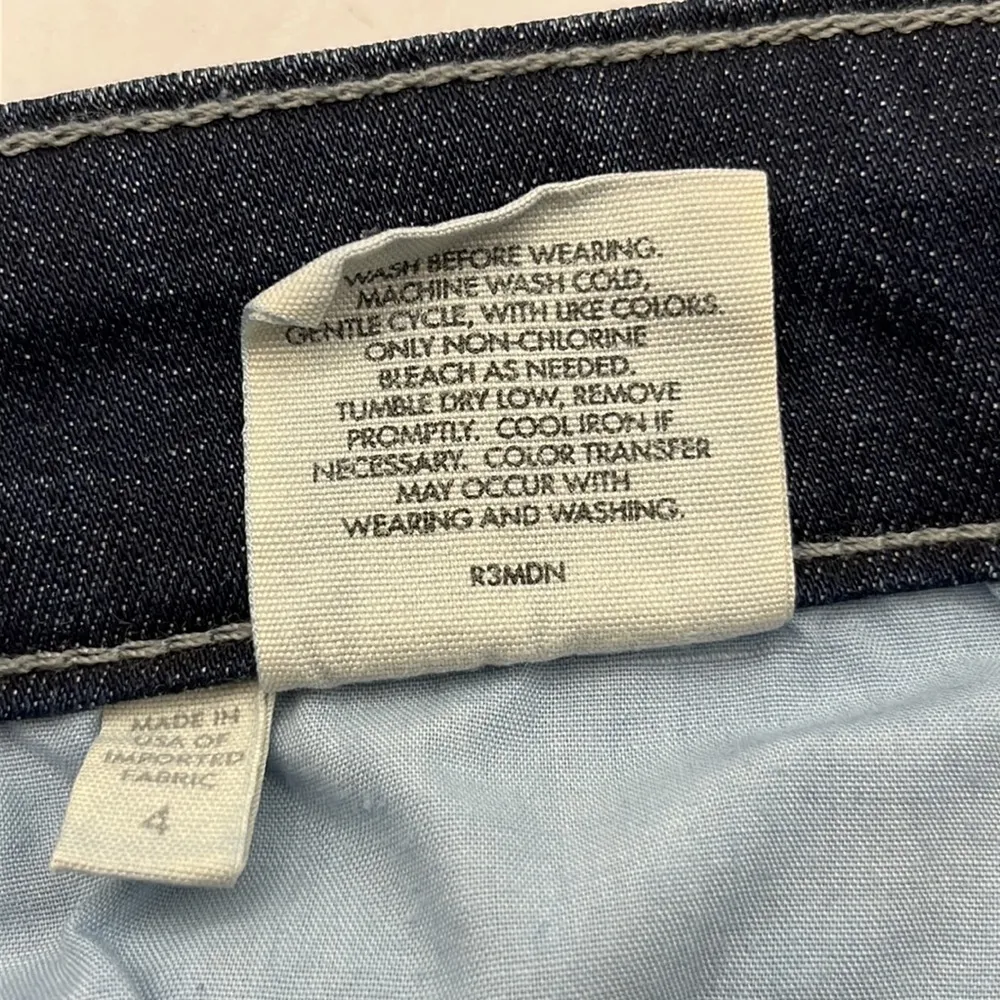 WASH BEFORE WEARING.
MACHINE WASH COLD,
GENTLE CYCLE, WITH LIKE COLORS.
ONLY NON-CHLORINE
BLEACH AS NEEDED.
TUMBLE DRY LOW, REMOVE
PROMPTLY. COOL IRON IF
NECESSARY. COLOR TRANSFER
MAY OCCUR WITH
WEARING AND WASHING.
R3MDN
MADE IN
USA OF
IMPORTED
FABRIC
4